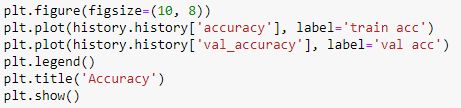 plt.figure(figsize=(10, 8))
plt.plot(history.history['accuracy'], label='train acc')
plt.plot(history.history['val_accuracy'], label='val acc')
plt.legend()
plt.title('Accuracy')
plt.show()